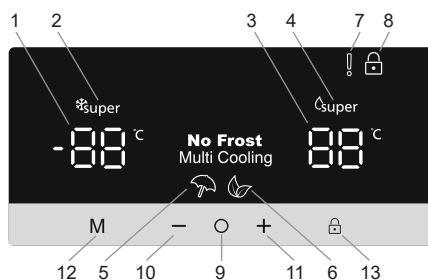 1 2 3 4 7 8
super super
-88 °C 88 °C
No Frost
Multi Cooling
M − + 
12 5 10 9 11 6 13